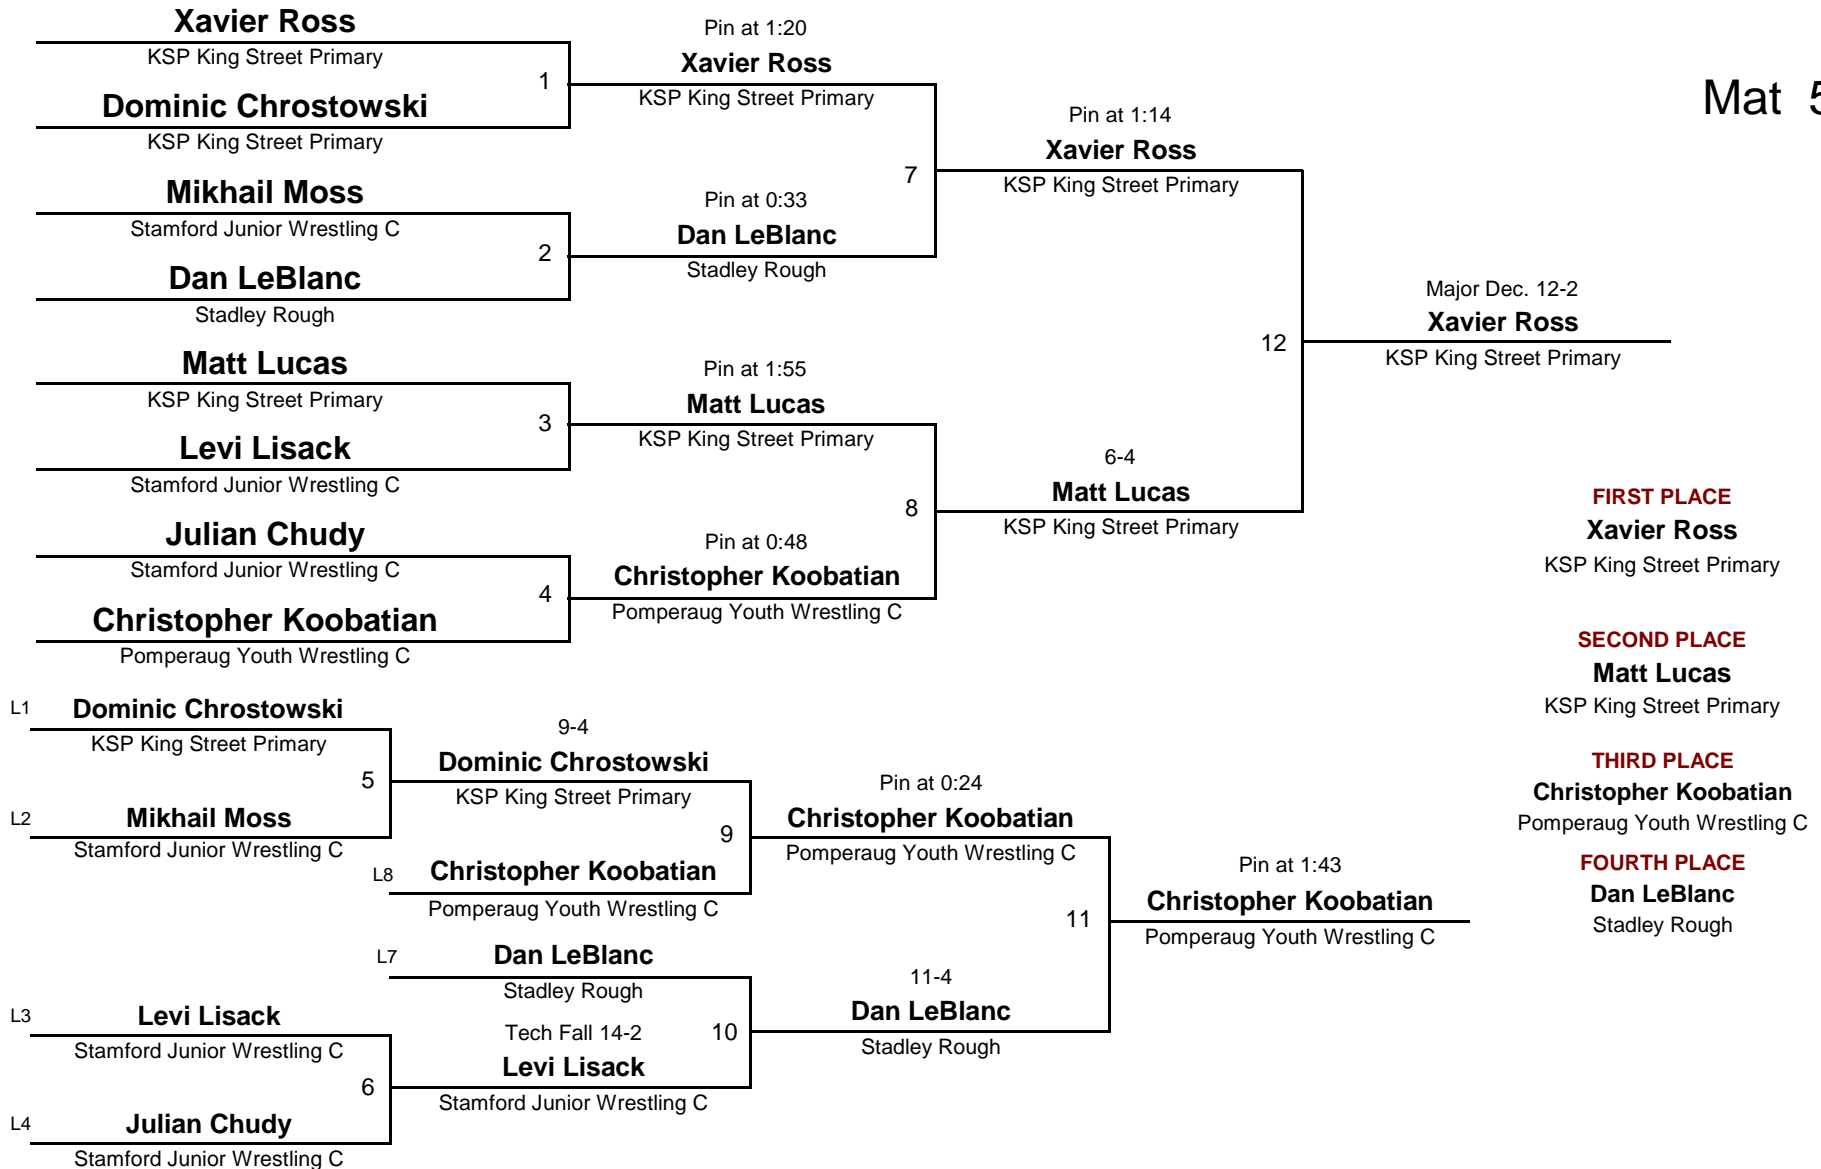 Xavier Ross
KSP King Street Primary
1
Dominic Chrostowski
KSP King Street Primary
Mikhail Moss
Stamford Junior Wrestling C
2
Dan LeBlanc
Stadley Rough
Matt Lucas
KSP King Street Primary
3
Levi Lisack
Stamford Junior Wrestling C
Julian Chudy
Stamford Junior Wrestling C
4
Christopher Koobatian
Pomperaug Youth Wrestling C
Pin at 1:20
Xavier Ross
KSP King Street Primary
7
Pin at 0:33
Dan LeBlanc
Stadley Rough
Pin at 1:55
Matt Lucas
KSP King Street Primary
8
Pin at 0:48
Christopher Koobatian
Pomperaug Youth Wrestling C
Pin at 1:14
Xavier Ross
KSP King Street Primary
12
6-4
Matt Lucas
KSP King Street Primary
Major Dec. 12-2
Xavier Ross
KSP King Street Primary
Mat 5
L1 Dominic Chrostowski
KSP King Street Primary
5
L2 Mikhail Moss
Stamford Junior Wrestling C
9-4
Dominic Chrostowski
KSP King Street Primary
9
L8 Christopher Koobatian
Pomperaug Youth Wrestling C
L7 Dan LeBlanc
Stadley Rough
10
L3 Levi Lisack
Stamford Junior Wrestling C
6
L4 Julian Chudy
Stamford Junior Wrestling C
Tech Fall 14-2
Levi Lisack
Stamford Junior Wrestling C
Pin at 0:24
Christopher Koobatian
Pomperaug Youth Wrestling C
11
11-4
Dan LeBlanc
Stadley Rough
Pin at 1:43
Christopher Koobatian
Pomperaug Youth Wrestling C
FIRST PLACE
Xavier Ross
KSP King Street Primary
SECOND PLACE
Matt Lucas
KSP King Street Primary
THIRD PLACE
Christopher Koobatian
Pomperaug Youth Wrestling C
FOURTH PLACE
Dan LeBlanc
Stadley Rough